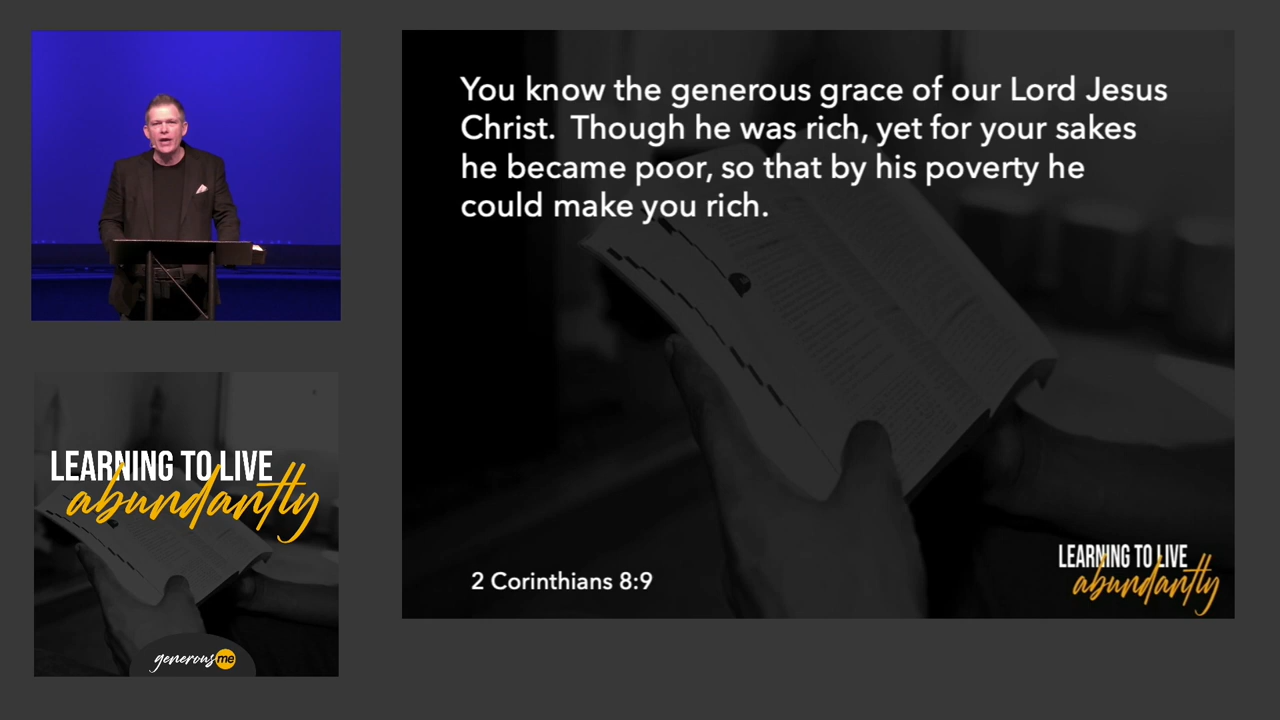 You know the generous grace of our Lord Jesus
Christ.  Though he was rich, yet for your sakes
he became poor, so that by his poverty he
could make you rich.
2 Corinthians 8:9
LEARNING TO LIVE
abundantly
LEARNING TO LIVE
abundantly
generous me